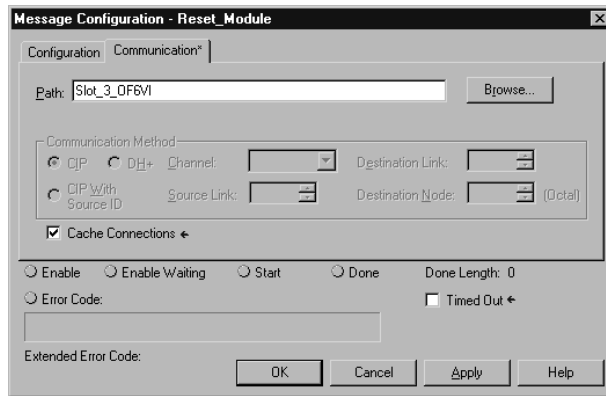 Message Configuration - Reset_Module
Configuration Communication*
Path: Slot_3_OF6VI Browse...
Communication Method
CIP DH+ Channel: Destination Link:
CIP With Source ID Source Link: Destination Node: (Octal)
Cache Connections ←
Enable Enable Waiting Start Done Done Length: 0
Error Code: Timed Out ←
Extended Error Code:
OK Cancel Apply Help